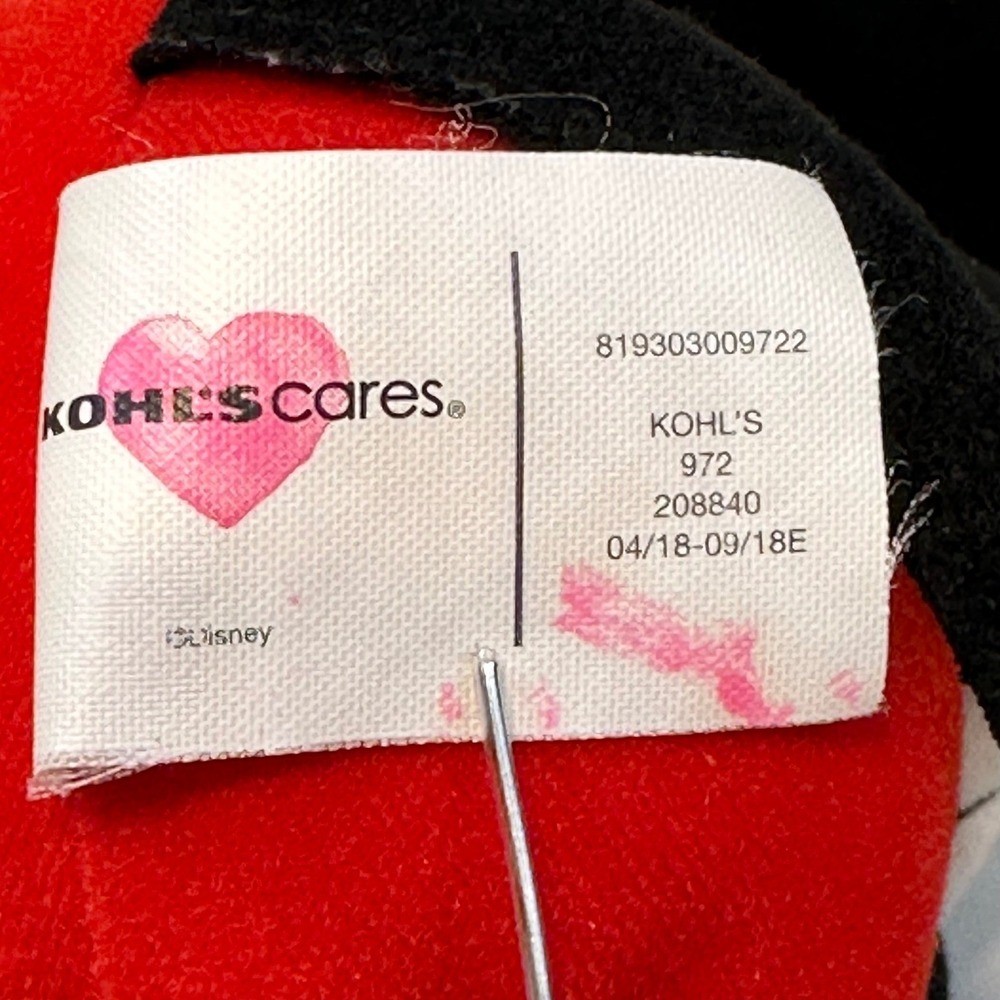 KOHL'S cares®
©Disney
819303009722
KOHL'S
972
208840
04/18-09/18E